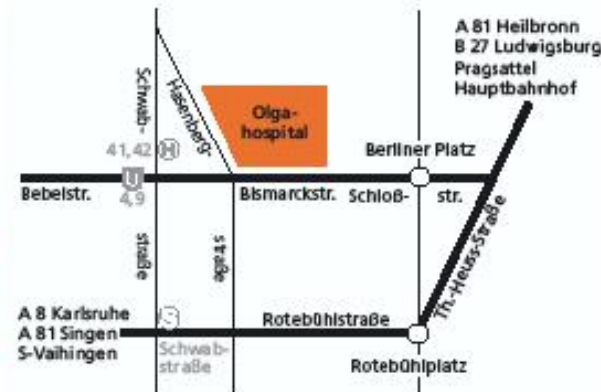 A 81 Heilbronn
B 27 Ludwigsburg
Pragsattel
Hauptbahnhof
Schwab-
Hasenberg-
Olga-
hospital
41,42 H
Berliner Platz
U
Bebelstr.
4,9
Bismarckstr.
Schloß-
str.
straße
straße
Th.-Heuss-Straße
A 8 Karlsruhe
A 81 Singen
S-Vaihingen
S
Rotebühlstraße
Schwab-
straße
Rotebühlplatz